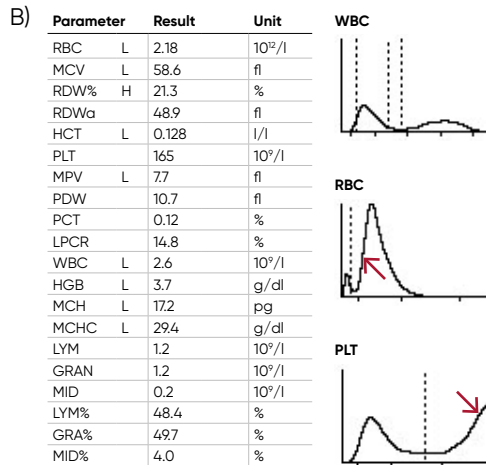 B)
Parameter Result Unit
RBC L 2.18 10¹²/l
MCV L 58.6 fl
RDW% H 21.3 %
RDWa 48.9 fl
HCT L 0.128 l/l
PLT 165 10⁹/l
MPV L 7.7 fl
PDW 10.7 fl
PCT 0.12 %
LPCR 14.8 %
WBC L 2.6 10⁹/l
HGB L 3.7 g/dl
MCH L 17.2 pg
MCHC L 29.4 g/dl
LYM 1.2 10⁹/l
GRAN 1.2 10⁹/l
MID 0.2 10⁹/l
LYM% 48.4 %
GRA% 49.7 %
MID% 4.0 %
WBC
RBC
PLT